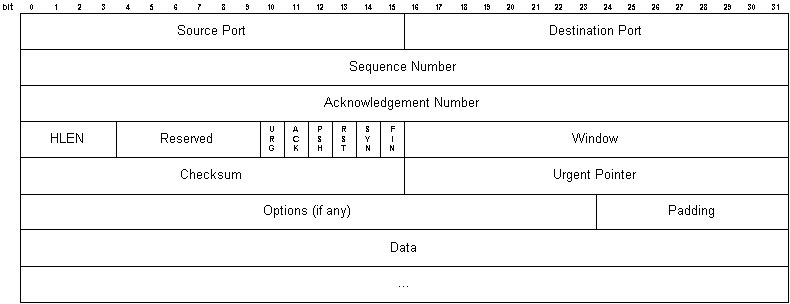 bit 0 1 2 3 4 5 6 7 8 9 10 11 12 13 14 15 16 17 18 19 20 21 22 23 24 25 26 27 28 29 30 31
Source Port Destination Port
Sequence Number
Acknowledgement Number
HLEN Reserved URG ACK PSH RST SYN FIN Window
Checksum Urgent Pointer
Options (if any) Padding
Data
...